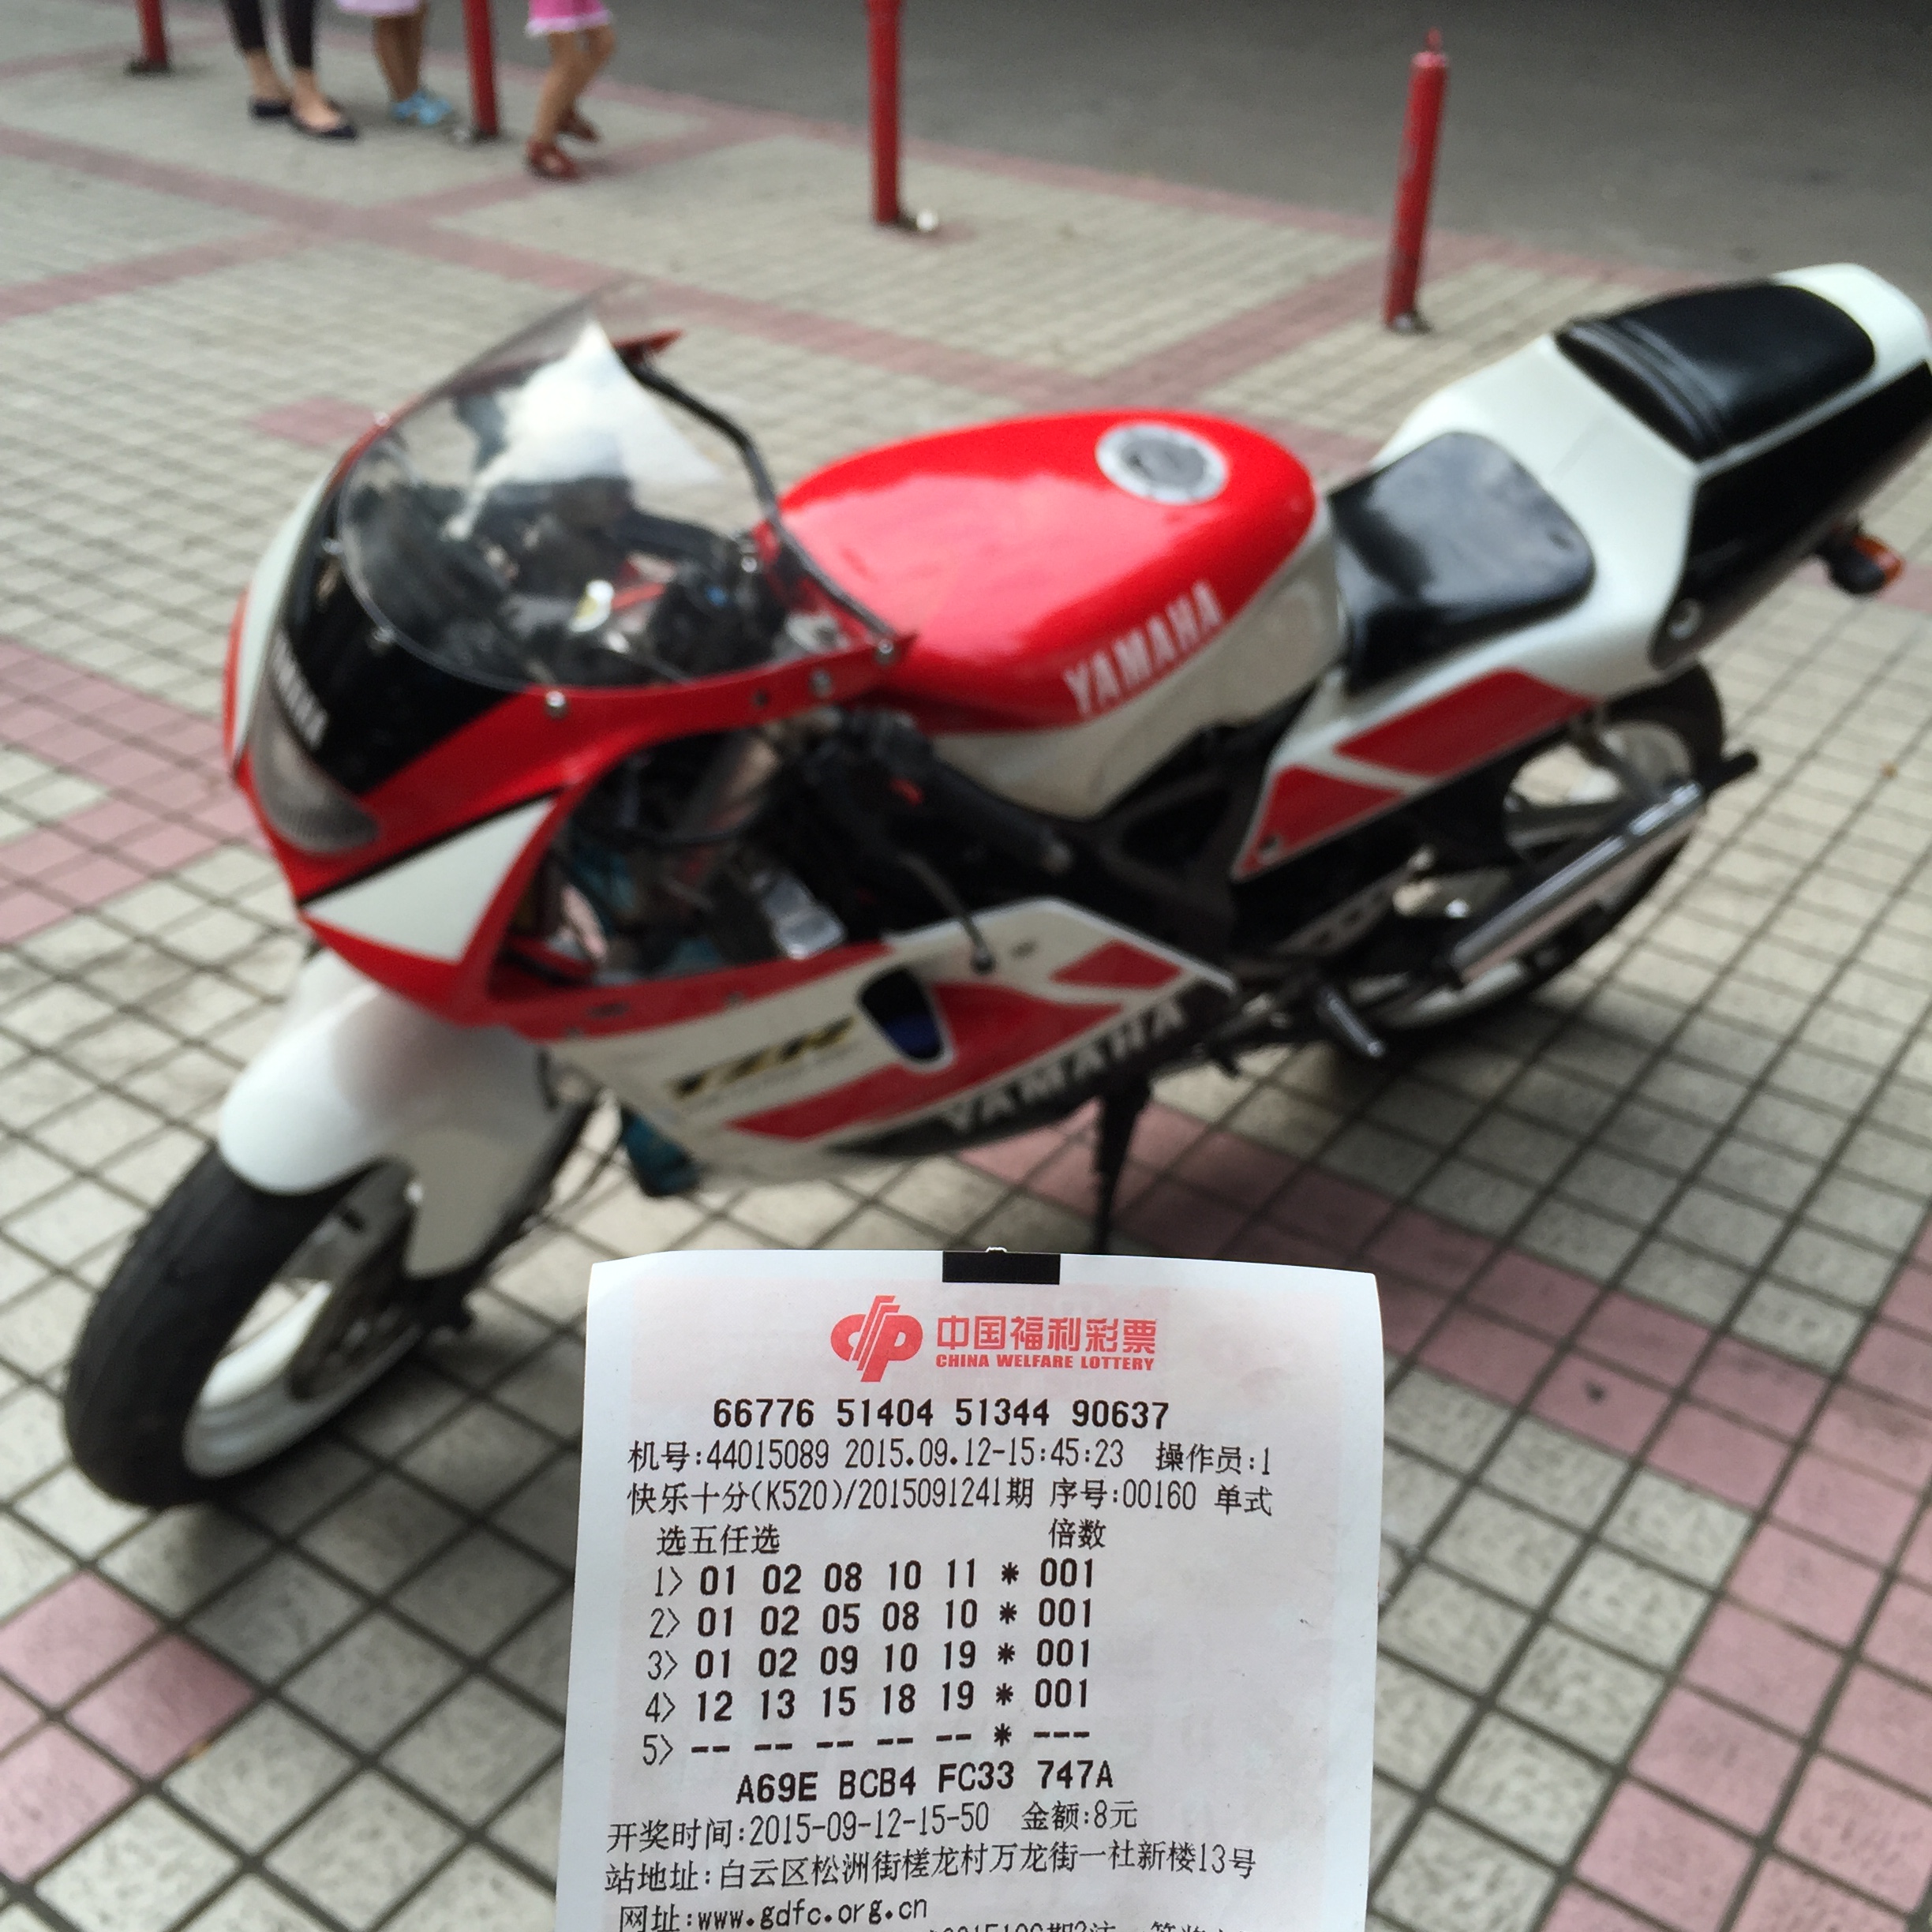 YAMAHA
YAMAHA
YAMAHA
中国福利彩票
CHINA WELFARE LOTTERY
66776 51404 51344 90637
机号:44015089 2015.09.12-15:45:23 操作员:1
快乐十分(K520)/2015091241期 序号:00160 单式
选五任选 倍数
1> 01 02 08 10 11 * 001
2> 01 02 05 08 10 * 001
3> 01 02 09 10 19 * 001
4> 12 13 15 18 19 * 001
5> -- -- -- -- -- * ---
A69E BCB4 FC33 747A
开奖时间:2015-09-12-15-50 金额:8元
站地址:白云区松洲街槎龙村万龙街一社新楼13号
网址:www.gdfc.org.cn